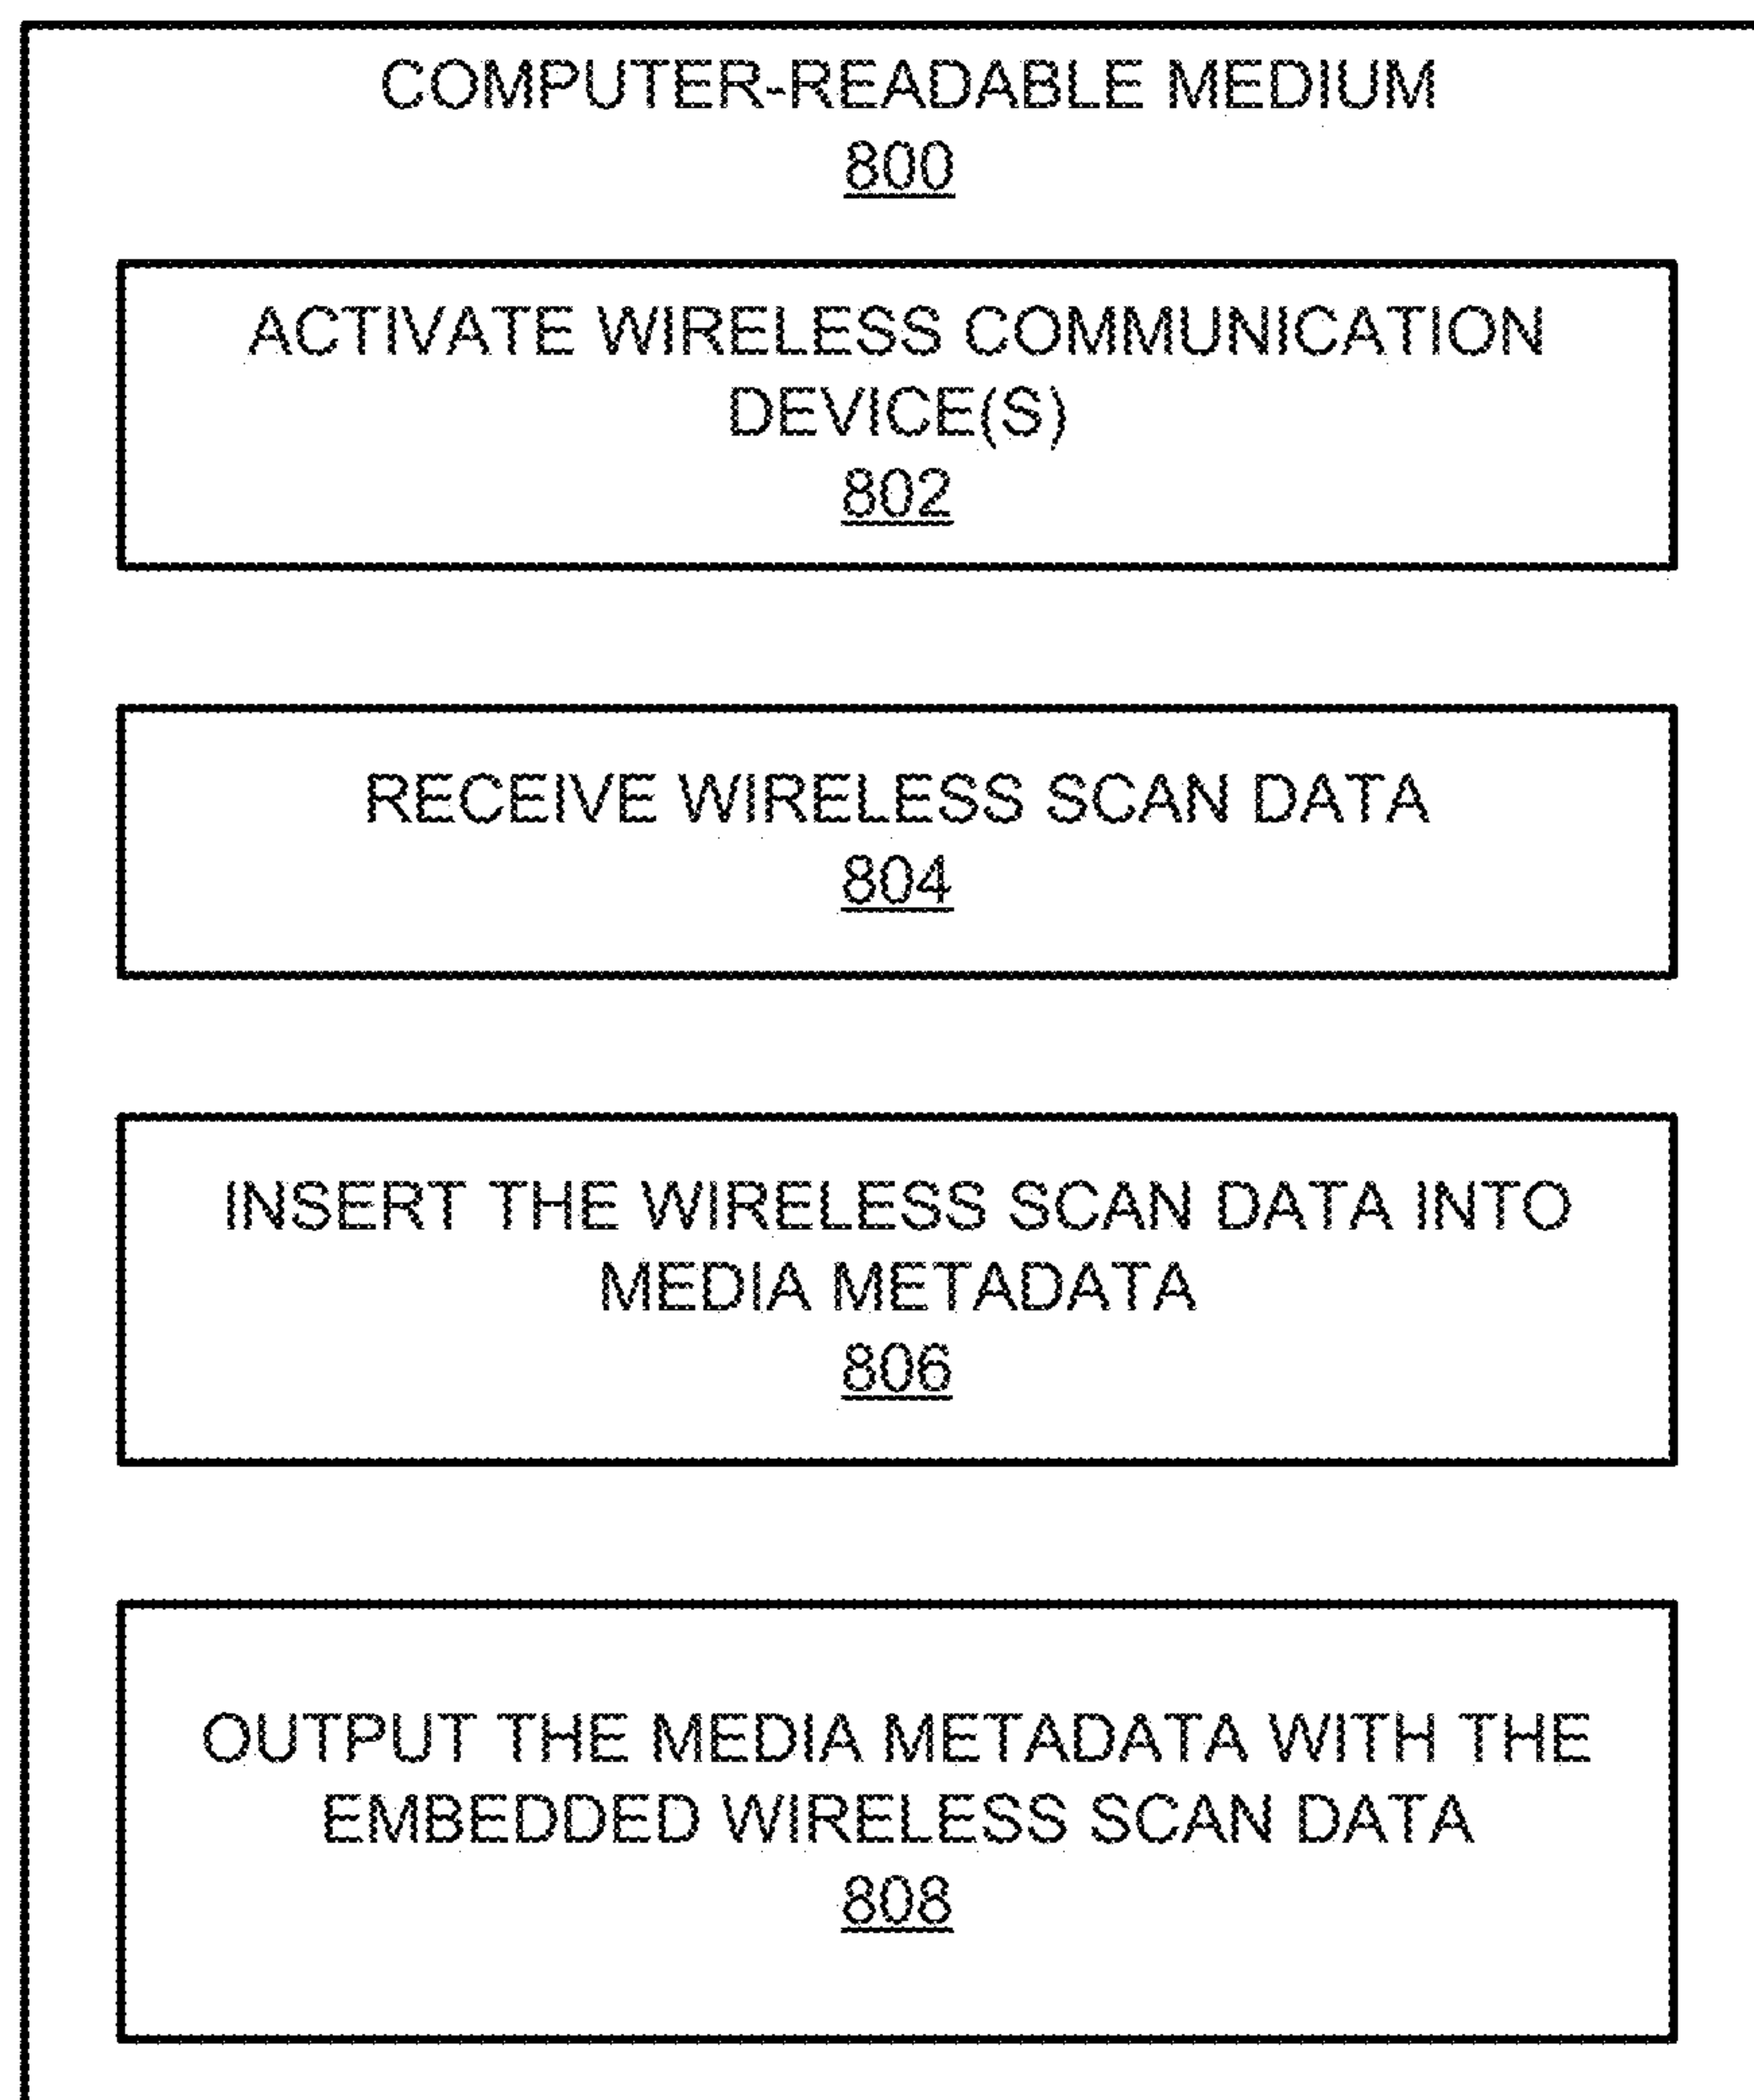 COMPUTER-READABLE MEDIUM
800
ACTIVATE WIRELESS COMMUNICATION
DEVICE(S)
802
RECEIVE WIRELESS SCAN DATA
804
INSERT THE WIRELESS SCAN DATA INTO
MEDIA METADATA
806
OUTPUT THE MEDIA METADATA WITH THE
EMBEDDED WIRELESS SCAN DATA
808